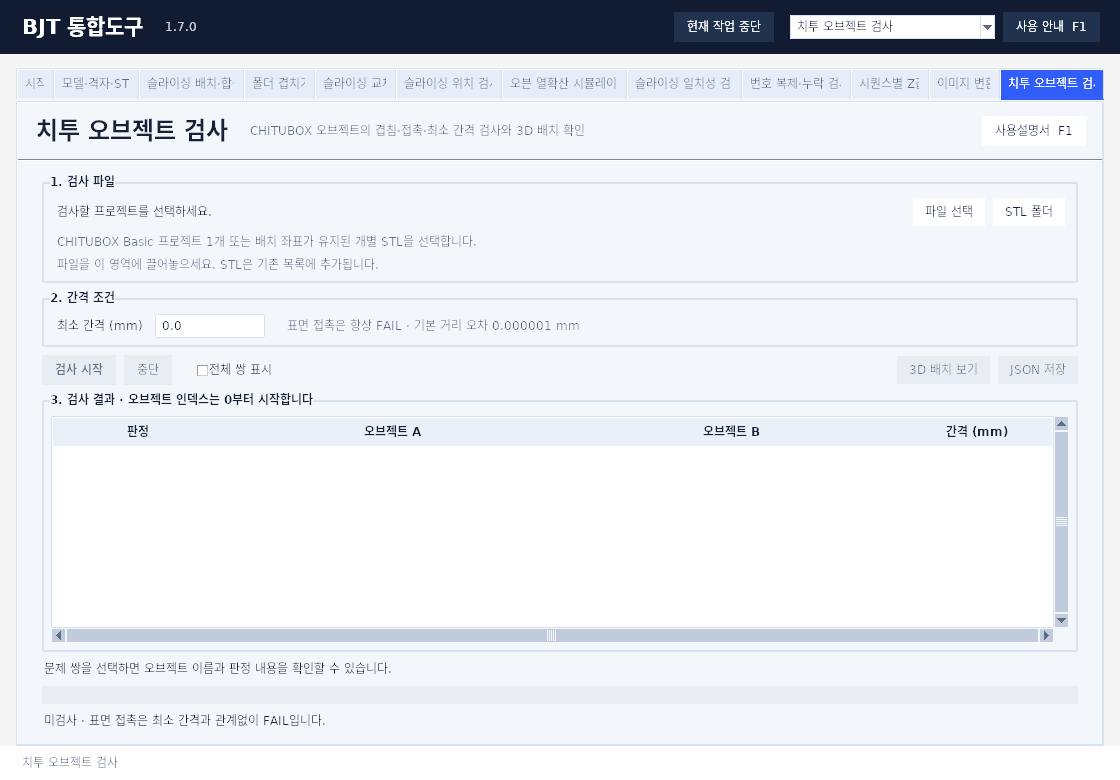 BJT 통합도구 1.7.0 현재 작업 중단 치투 오브젝트 검사 사용 안내 F1
시작 모델·격자·ST 슬라이싱 배치·합· 폴더 겹치기 슬라이싱 교차 슬라이싱 위치 검사 오븐 열확산 시뮬레이 슬라이싱 일치성 검 번호 복제·누락 검. 시퀀스별 Z값 이미지 변환 치투 오브젝트 검.
치투 오브젝트 검사 CHITUBOX 오브젝트의 겹침·접촉·최소 간격 검사와 3D 배치 확인 사용설명서 F1
1. 검사 파일
검사할 프로젝트를 선택하세요. 파일 선택 STL 폴더
CHITUBOX Basic 프로젝트 1개 또는 배치 좌표가 유지된 개별 STL을 선택합니다.
파일을 이 영역에 끌어놓으세요. STL은 기존 목록에 추가됩니다.
2. 간격 조건
최소 간격 (mm) 0.0 표면 접촉은 항상 FAIL · 기본 거리 오차 0.000001 mm
검사 시작 중단 전체 쌍 표시 3D 배치 보기 JSON 저장
3. 검사 결과 · 오브젝트 인덱스는 0부터 시작합니다
판정 오브젝트 A 오브젝트 B 간격 (mm)
문제 쌍을 선택하면 오브젝트 이름과 판정 내용을 확인할 수 있습니다.
미검사 · 표면 접촉은 최소 간격과 관계없이 FAIL입니다.
치투 오브젝트 검사